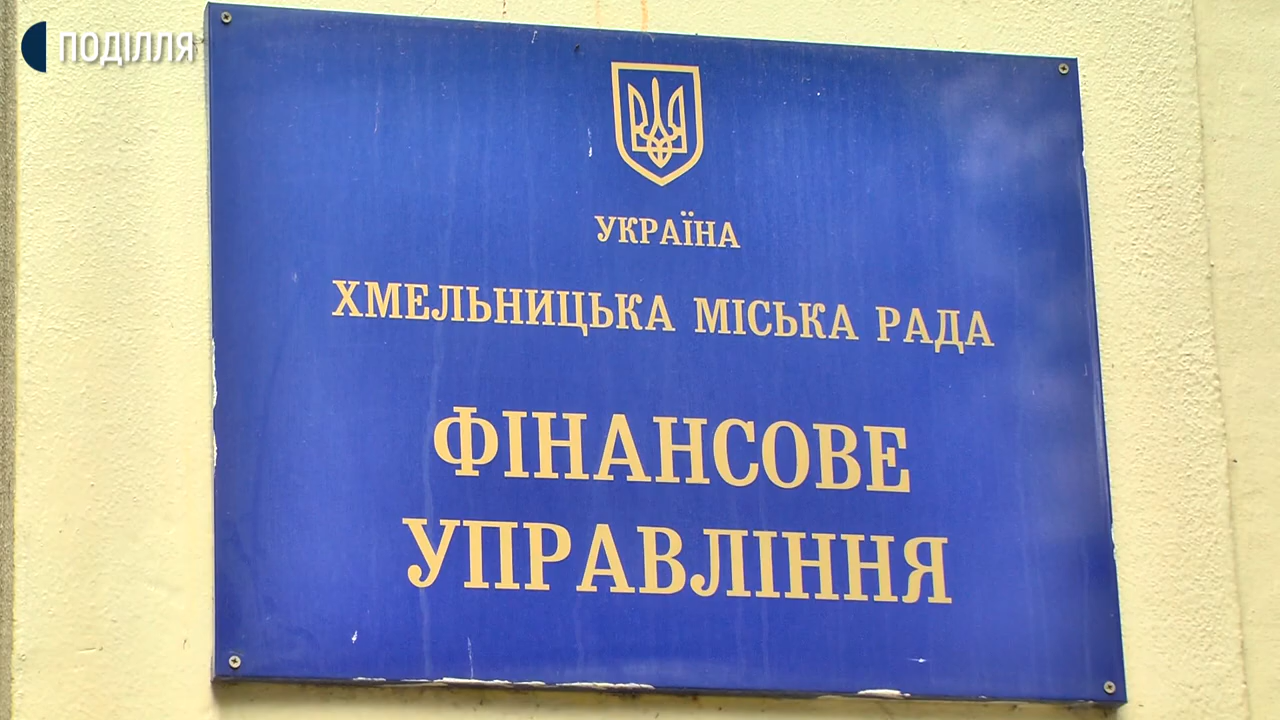 ПОДІЛЛЯ
УКРАЇНА
ХМЕЛЬНИЦЬКА МІСЬКА РАДА
ФІНАНСОВЕ
УПРАВЛІННЯ